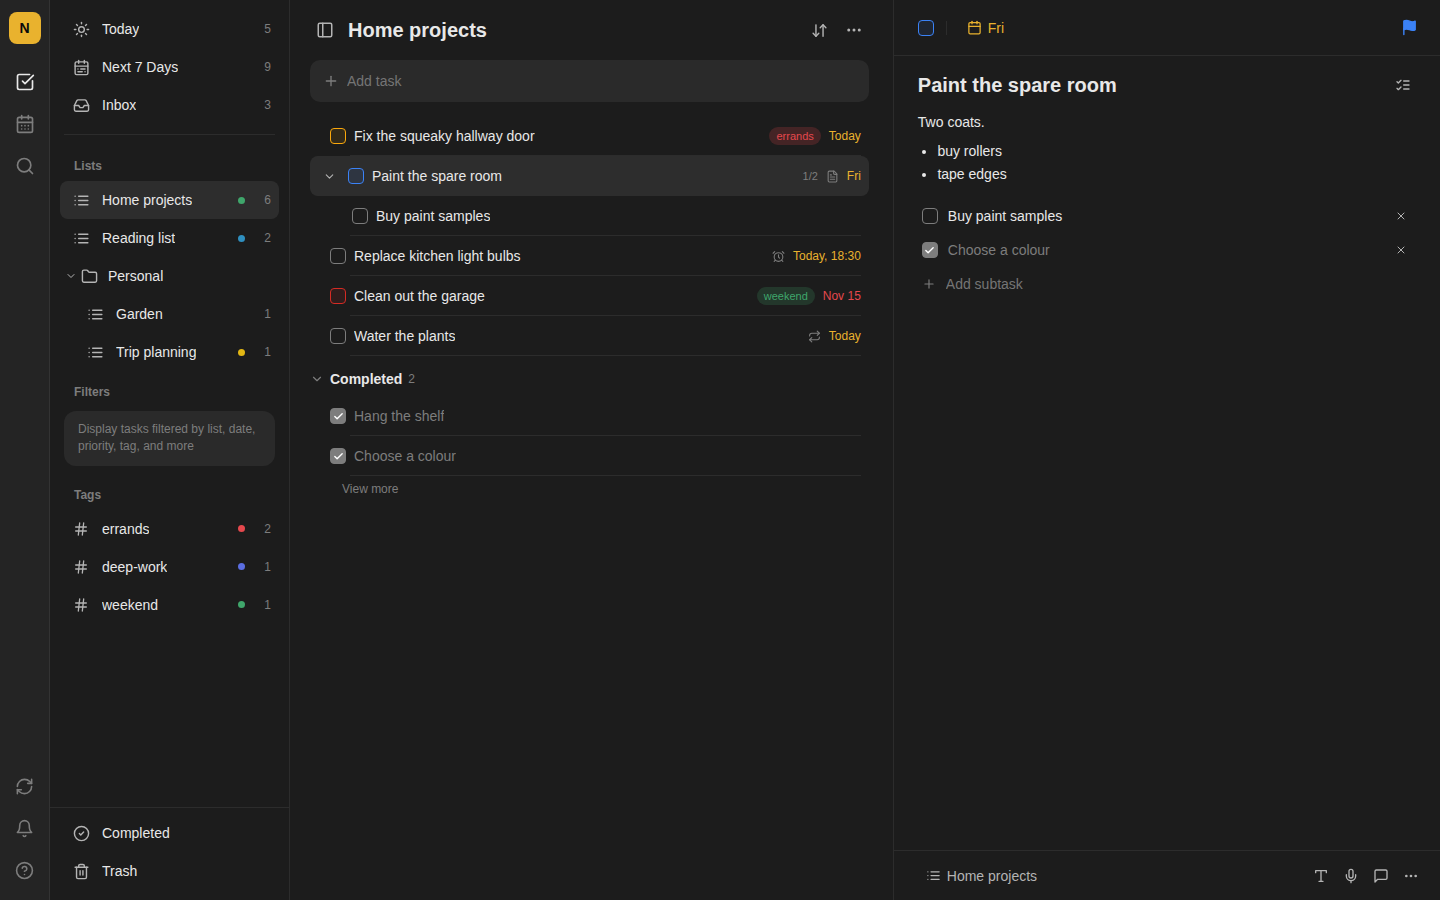 N
Today 5
Next 7 Days 9
Inbox 3
Lists
Home projects 6
Reading list 2
Personal
Garden 1
Trip planning 1
Filters
Display tasks filtered by list, date,
priority, tag, and more
Tags
errands 2
deep-work 1
weekend 1
Completed
Trash
Home projects
Add task
Fix the squeaky hallway door errands Today
Paint the spare room 1/2 Fri
Buy paint samples
Replace kitchen light bulbs Today, 18:30
Clean out the garage weekend Nov 15
Water the plants Today
Completed 2
Hang the shelf
Choose a colour
View more
Fri
Paint the spare room
Two coats.
• buy rollers
• tape edges
Buy paint samples
Choose a colour
Add subtask
Home projects